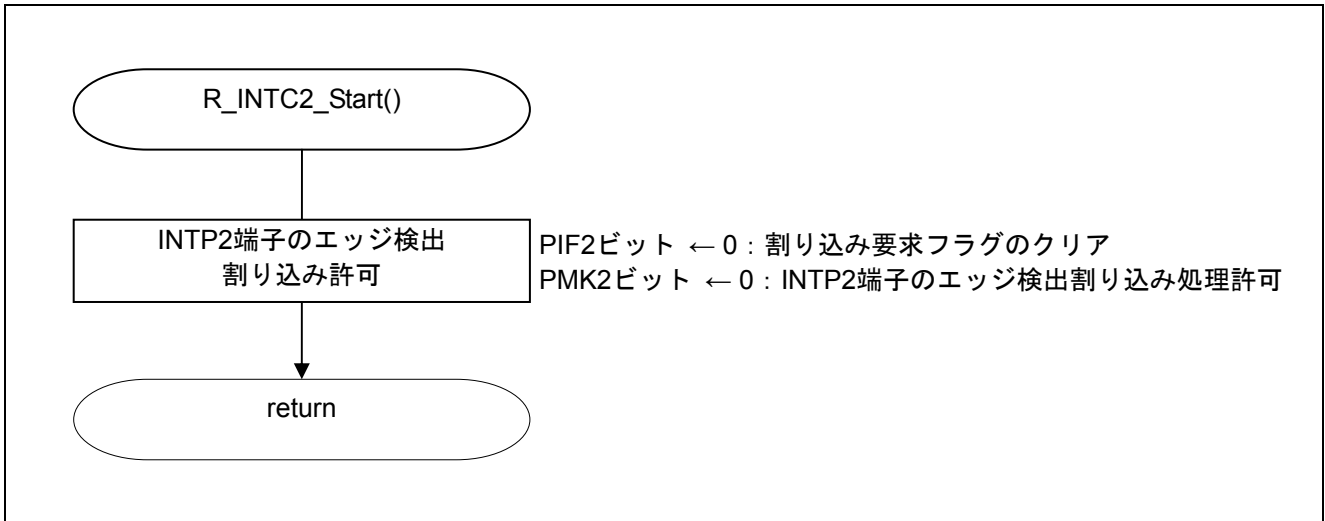 R_INTC2_Start()
INTP2端子のエッジ検出
割り込み許可
PIF2ビット ← 0：割り込み要求フラグのクリア
PMK2ビット ← 0：INTP2端子のエッジ検出割り込み処理許可
return